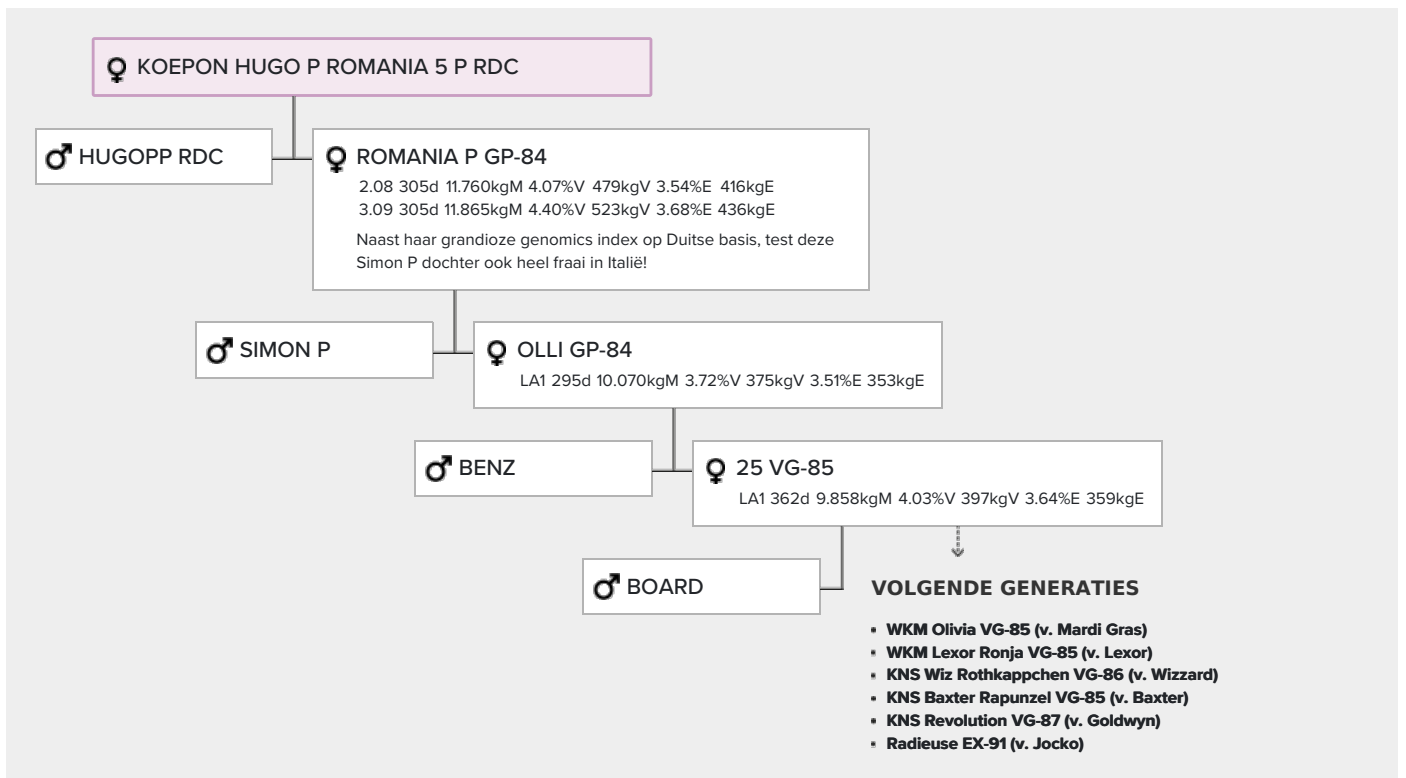 KOEPON HUGO P ROMANIA 5 P RDC
HUGOPP RDC
ROMANIA P GP-84
2.08 305d 11.760kgM 4.07%V 479kgV 3.54%E 416kgE
3.09 305d 11.865kgM 4.40%V 523kgV 3.68%E 436kgE
Naast haar grandioze genomics index op Duitse basis, test deze
Simon P dochter ook heel fraai in Italië!
SIMON P
OLLI GP-84
LA1 295d 10.070kgM 3.72%V 375kgV 3.51%E 353kgE
BENZ
25 VG-85
LA1 362d 9.858kgM 4.03%V 397kgV 3.64%E 359kgE
BOARD
VOLGENDE GENERATIES
WKM Olivia VG-85 (v. Mardi Gras)
WKM Lexor Ronja VG-85 (v. Lexor)
KNS Wiz Rothkappchen VG-86 (v. Wizzard)
KNS Baxter Rapunzel VG-85 (v. Baxter)
KNS Revolution VG-87 (v. Goldwyn)
Radieuse EX-91 (v. Jocko)